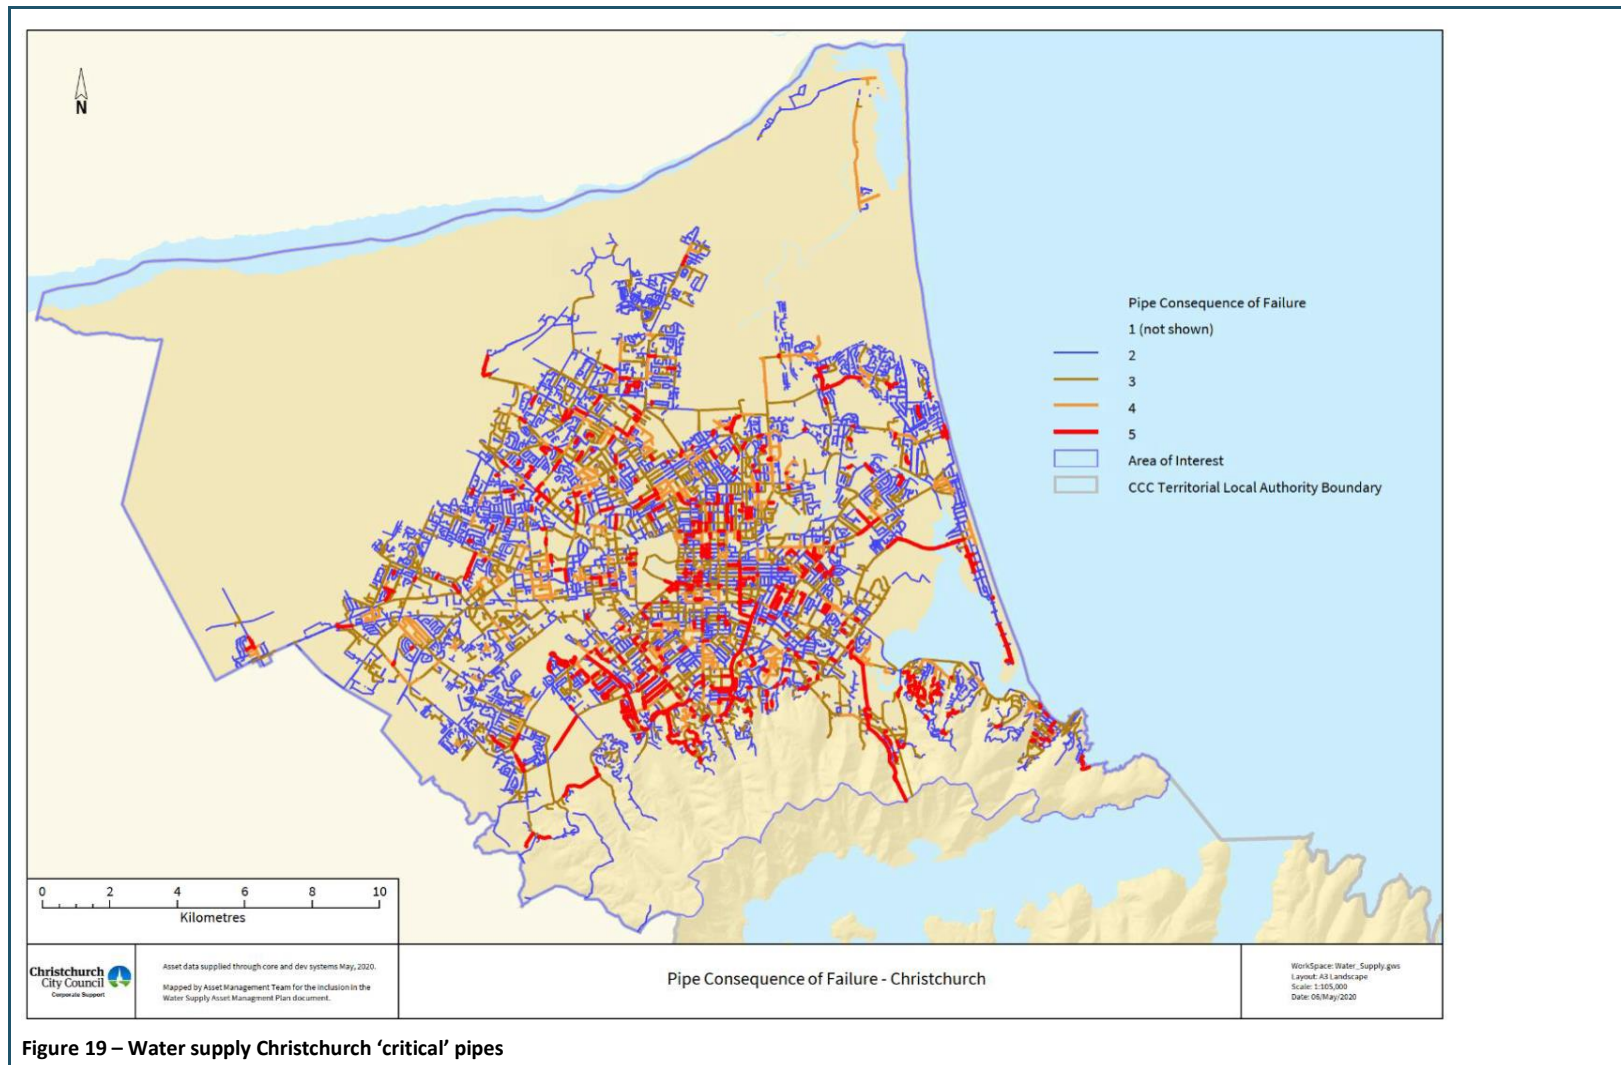 N
Pipe Consequence of Failure
1 (not shown)
2
3
4
5
Area of Interest
CCC Territorial Local Authority Boundary
0 2 4 6 8 10
Kilometres
Christchurch
City Council
Corporate Support
Asset data supplied through core and dev systems May, 2020.
Mapped by Asset Management Team for the inclusion in the
Water Supply Asset Managment Plan document.
Pipe Consequence of Failure - Christchurch
WorkSpace: Water_Supply.gws
Layout: A3 Landscape
Scale: 1:105,000
Date: 06/May/2020
Figure 19 – Water supply Christchurch ‘critical’ pipes